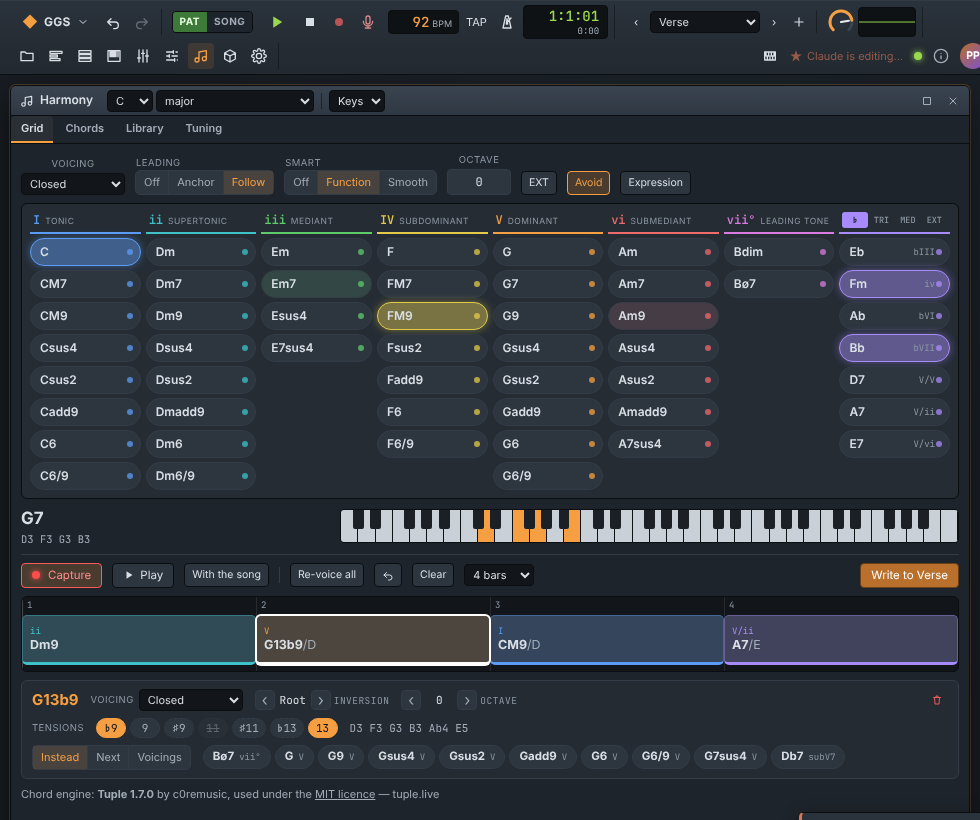 GGS PAT SONG 92 BPM TAP 1:1:01 Verse
0:00
Claude is editing... PP
Harmony C major Keys
Grid Chords Library Tuning
VOICING LEADING SMART OCTAVE
Closed Off Anchor Follow Off Function Smooth 0 EXT Avoid Expression
I TONIC ii SUPERTONIC iii MEDIANT IV SUBDOMINANT V DOMINANT vi SUBMEDIANT vii° LEADING TONE ♭ TRI MED EXT
C Dm Em F G Am Bdim Eb bIII
CM7 Dm7 Em7 FM7 G7 Am7 Bø7 Fm iv
CM9 Dm9 Esus4 FM9 G9 Am9 Ab bVI
Csus4 Dsus4 E7sus4 Fsus2 Gsus4 Asus4 Bb bVII
Csus2 Dsus2 Fadd9 Gsus2 Asus2 D7 V/V
Cadd9 Dmadd9 F6 Gadd9 Amadd9 A7 V/ii
C6 Dm6 F6/9 G6 A7sus4 E7 V/vi
C6/9 Dm6/9 G6/9
G7
D3 F3 G3 B3
Capture Play With the song Re-voice all Clear 4 bars Write to Verse
1 2 3 4
ii V I V/ii
Dm9 G13b9/D CM9/D A7/E
G13b9 VOICING Closed Root INVERSION 0 OCTAVE
TENSIONS ♭9 9 ♯9 11 ♯11 ♭13 13 D3 F3 G3 B3 Ab4 E5
Instead Next Voicings Bø7 vii° G V G9 V Gsus4 V Gsus2 V Gadd9 V G6 V G6/9 V G7sus4 V Db7 subV7
Chord engine: Tuple 1.7.0 by c0remusic, used under the MIT licence — tuple.live